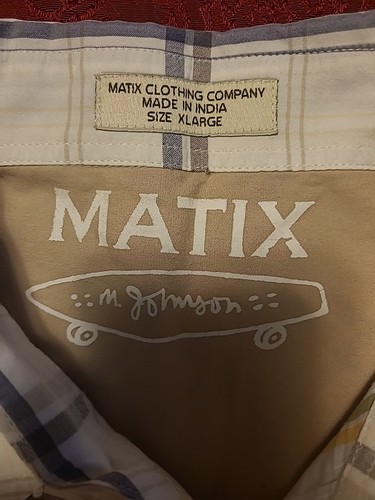 MATIX CLOTHING COMPANY
MADE IN INDIA
SIZE XLARGE
MATIX
M. Johnson